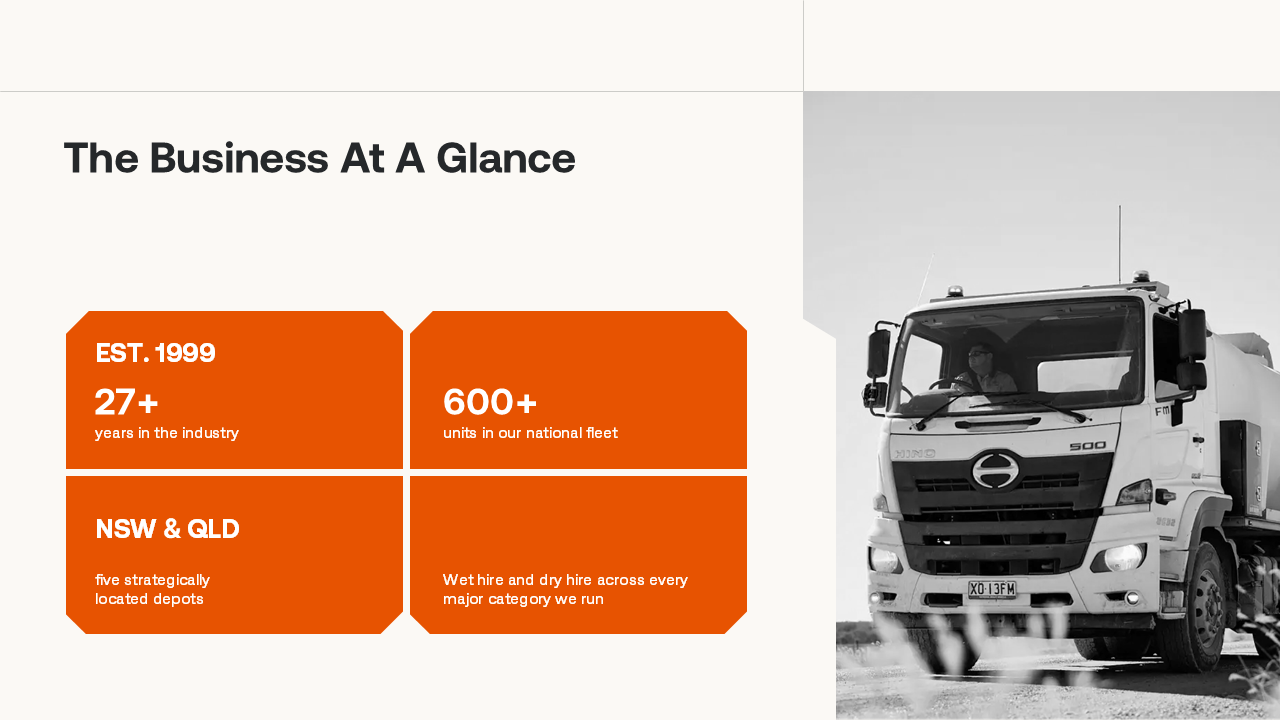 The Business At A Glance
EST. 1999
27+
years in the industry
600+
units in our national fleet
NSW & QLD
five strategically
located depots
Wet hire and dry hire across every
major category we run
FM
500
HINO
XO·13FM